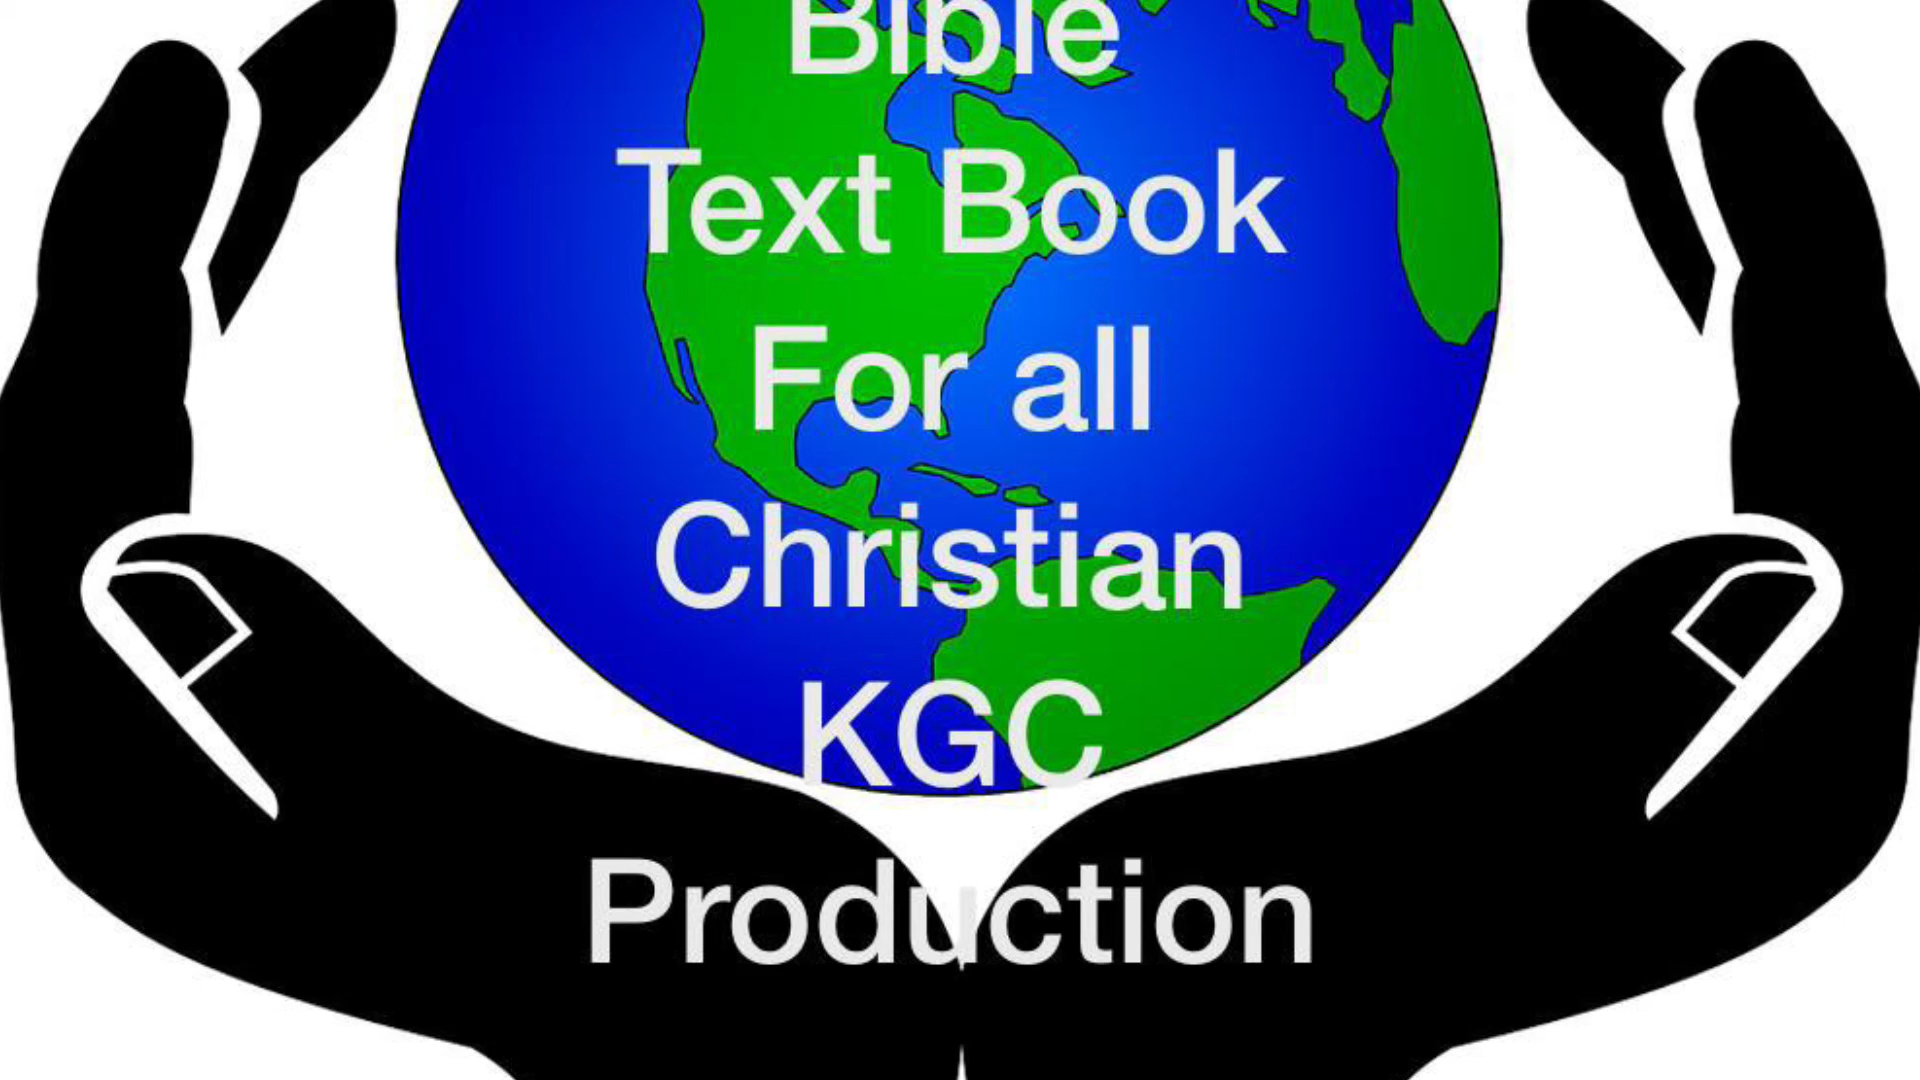 Bible
Text Book
For all
Christian
KGC
Production